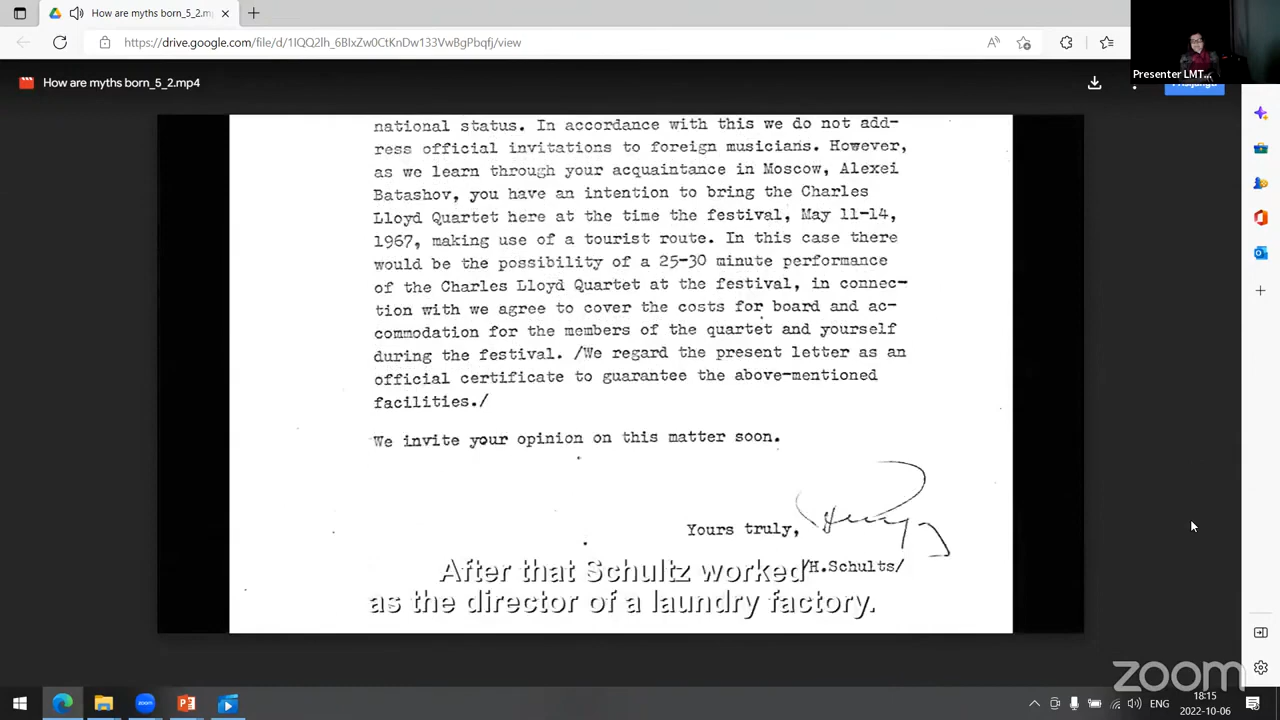 How are myths born_5_2.mp4
https://drive.google.com/file/d/1IQQ2lh_6BlxZw0CtKnDw133VwBgPbqfj/view
Presenter LMT...
How are myths born_5_2.mp4
national status. In accordance with this we do not add-
ress official invitations to foreign musicians. However,
as we learn through your acquaintance in Moscow, Alexei
Batashov, you have an intention to bring the Charles
Lloyd Quartet here at the time the festival, May 11-14,
1967, making use of a tourist route. In this case there
would be the possibility of a 25-30 minute performance
of the Charles Lloyd Quartet at the festival, in connec-
tion with we agree to cover the costs for board and ac-
commodation for the members of the quartet and yourself
during the festival. /We regard the present letter as an
official certificate to guarantee the above-mentioned
facilities./
We invite your opinion on this matter soon.
Yours truly,
/H.Schults/
After that Schultz worked
as the director of a laundry factory.
zoom
ENG
18:15
2022-10-06